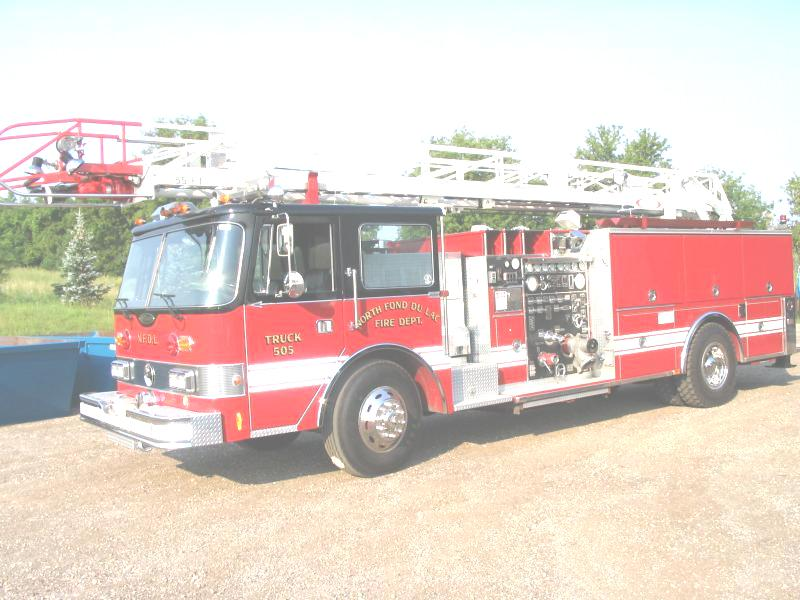 N.F.D.L.
TRUCK
505
NORTH FOND DU LAC
FIRE DEPT.